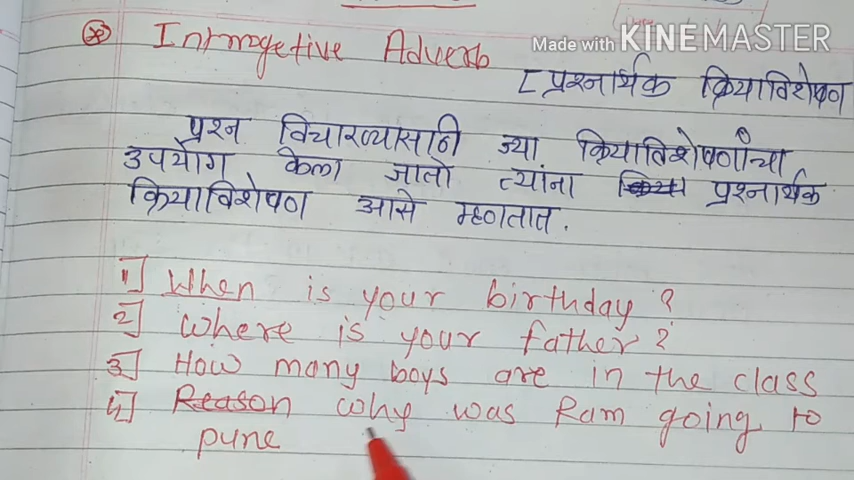 Made with KINEMASTER
Introgetive Adverb
[प्रश्नार्थक क्रियाविशेषण
प्रश्न विचारण्यासानी ज्या क्रियाविशेषणांचा
उपयोग केला जातो त्यांना प्रश्नार्थक
क्रियाविशेषण आसे म्हणतात.
1] When is your birthday ?
2] Where is your father ?
3] How many boys are in the class
4] Reason why was Ram going to
pune